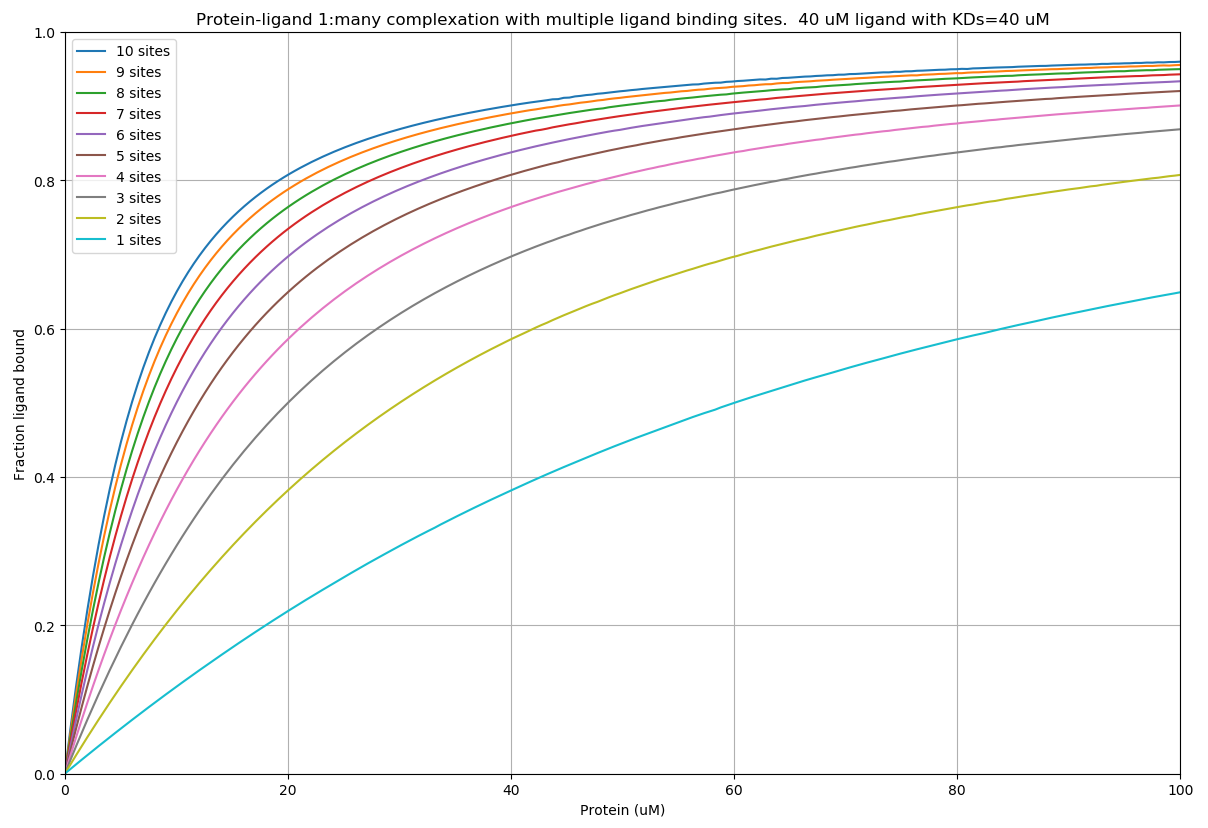 Protein-ligand 1:many complexation with multiple ligand binding sites.  40 uM ligand with KDs=40 uM
1.0
0.8
0.6
0.4
0.2
0.0
Fraction ligand bound
10 sites
9 sites
8 sites
7 sites
6 sites
5 sites
4 sites
3 sites
2 sites
1 sites
0 20 40 60 80 100
Protein (uM)